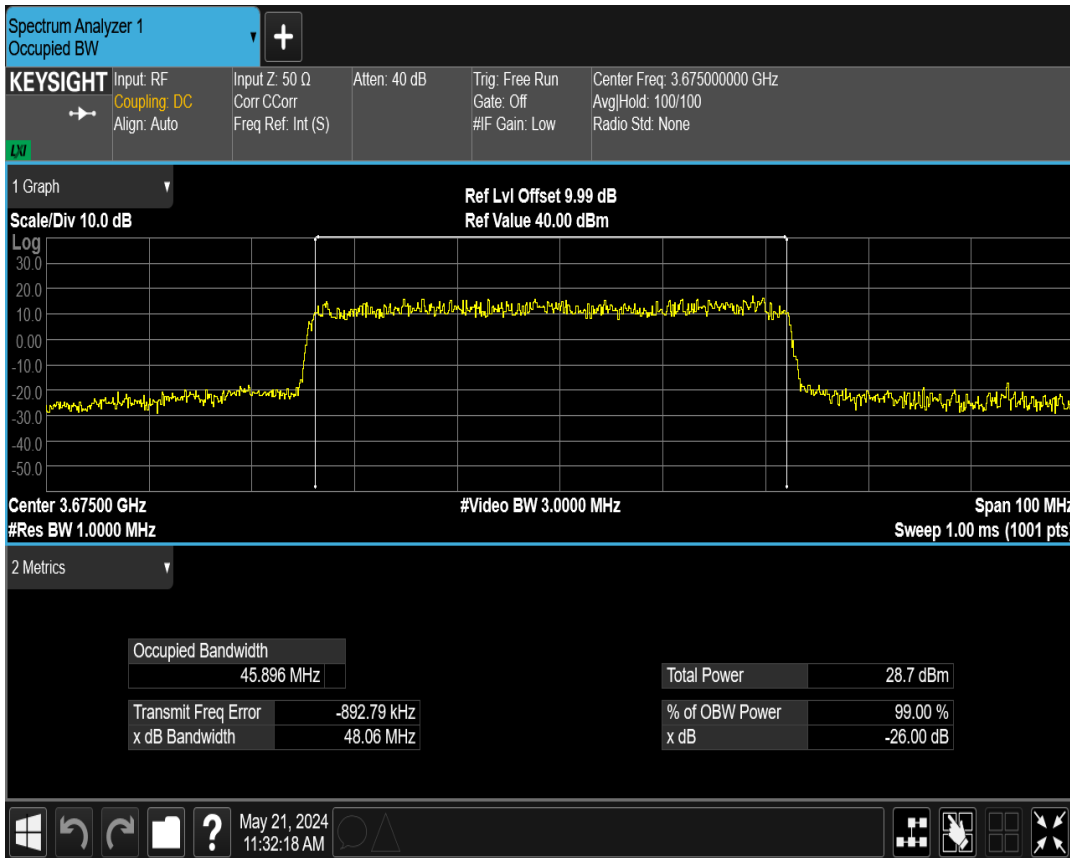 Spectrum Analyzer 1
Occupied BW
+
KEYSIGHT
LXI
Input: RF
Coupling: DC
Align: Auto
Input Z: 50 Ω
Corr CCorr
Freq Ref: Int (S)
Atten: 40 dB
Trig: Free Run
Gate: Off
#IF Gain: Low
Center Freq: 3.675000000 GHz
Avg|Hold: 100/100
Radio Std: None
1 Graph
Scale/Div 10.0 dB
Ref Lvl Offset 9.99 dB
Ref Value 40.00 dBm
Log
30.0
20.0
10.0
0.00
-10.0
-20.0
-30.0
-40.0
-50.0
Center 3.67500 GHz
#Video BW 3.0000 MHz
Span 100 MHz
#Res BW 1.0000 MHz
Sweep 1.00 ms (1001 pts)
2 Metrics
Occupied Bandwidth
45.896 MHz
Total Power 28.7 dBm
Transmit Freq Error -892.79 kHz
% of OBW Power 99.00 %
x dB Bandwidth 48.06 MHz
x dB -26.00 dB
?
May 21, 2024
11:32:18 AM